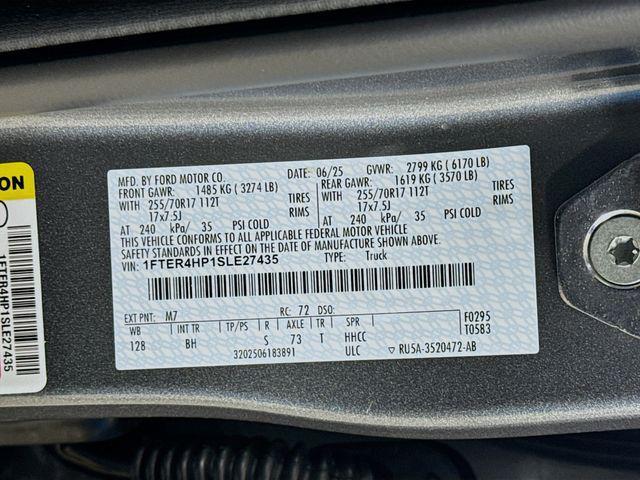 MFD. BY FORD MOTOR CO. DATE: 06/25 GVWR: 2799 KG ( 6170 LB)
FRONT GAWR: 1485 KG ( 3274 LB) REAR GAWR: 1619 KG ( 3570 LB)
WITH 255/70R17 112T TIRES WITH 255/70R17 112T TIRES
17x7.5J RIMS 17x7.5J RIMS
AT 240 kPa/ 35 PSI COLD AT 240 kPa/ 35 PSI COLD
THIS VEHICLE CONFORMS TO ALL APPLICABLE FEDERAL MOTOR VEHICLE
SAFETY STANDARDS IN EFFECT ON THE DATE OF MANUFACTURE SHOWN ABOVE.
VIN: 1FTER4HP1SLE27435 TYPE: Truck
EXT PNT: M7 RC: 72 DSO: F0295
WB INT TR TP/PS R AXLE TR SPR T0583
128 BH S 73 T HHCC
3202506183891 ULC ▽ RU5A-3520472-AB
ON
1FTER4HP1SLE27435